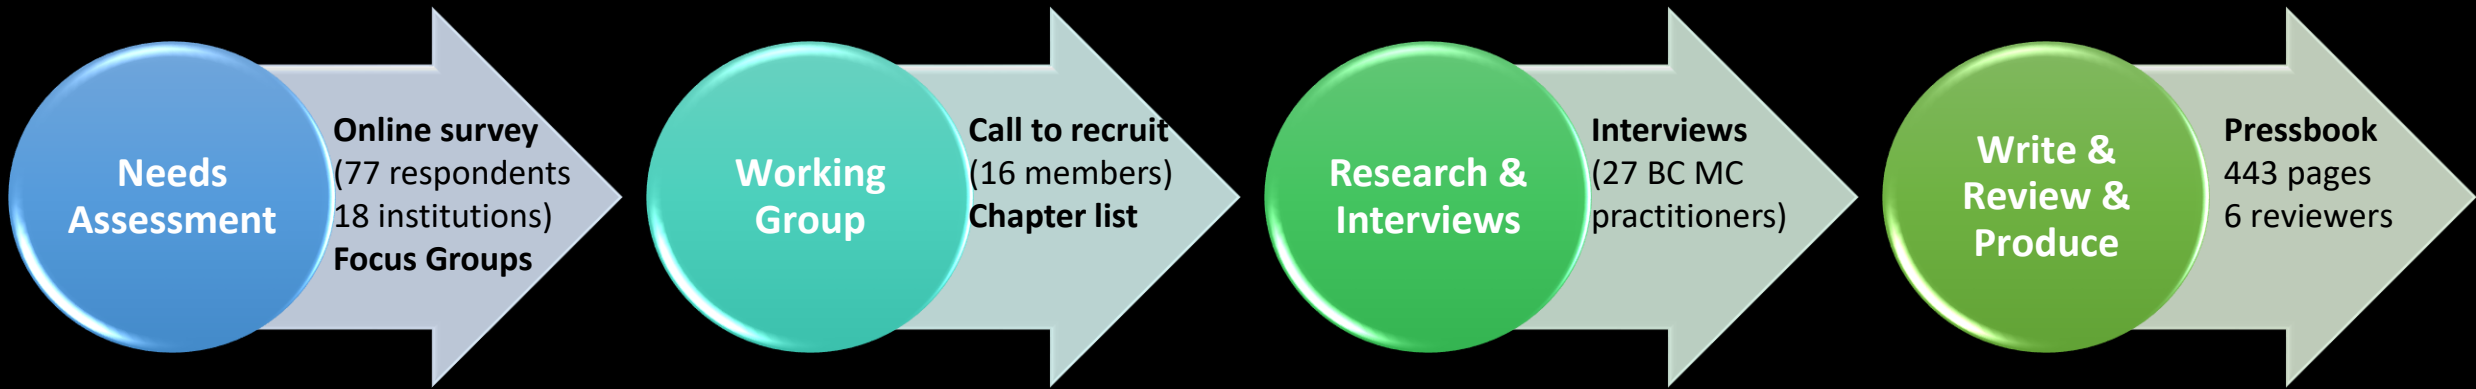 Needs
Assessment
Online survey
(77 respondents
18 institutions)
Focus Groups
Working
Group
Call to recruit
(16 members)
Chapter list
Research &
Interviews
Interviews
(27 BC MC
practitioners)
Write &
Review &
Produce
Pressbook
443 pages
6 reviewers